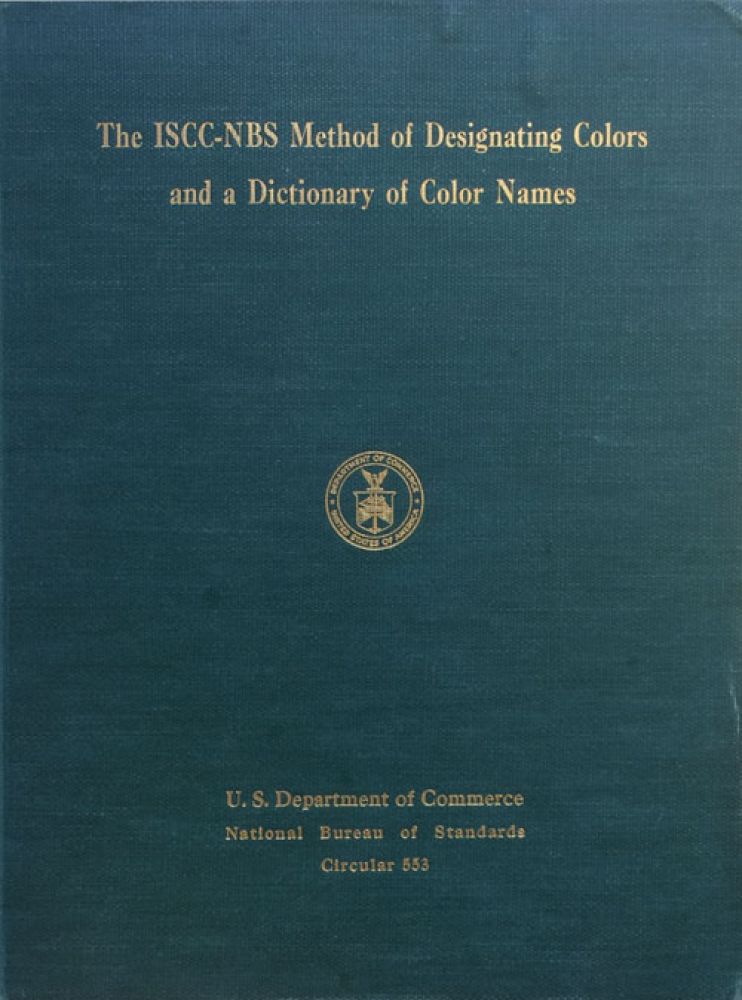 The ISCC-NBS Method of Designating Colors
and a Dictionary of Color Names
DEPARTMENT OF COMMERCE
UNITED STATES OF AMERICA
U. S. Department of Commerce
National Bureau of Standards
Circular 553